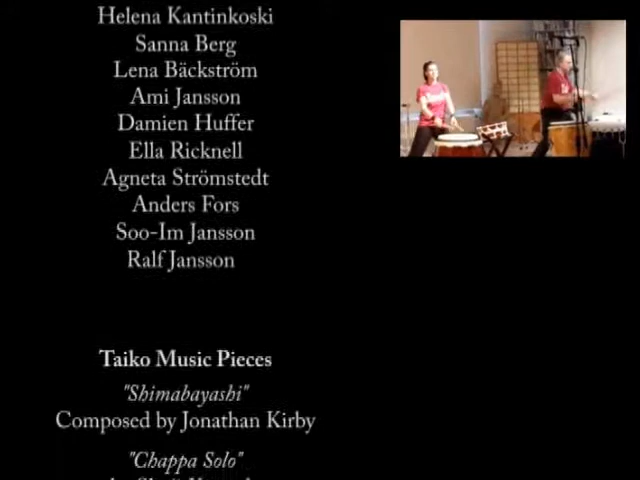 Helena Kantinkoski
Sanna Berg
Lena Bäckström
Ami Jansson
Damien Huffer
Ella Ricknell
Agneta Strömstedt
Anders Fors
Soo-Im Jansson
Ralf Jansson
Taiko Music Pieces
"Shimabayashi"
Composed by Jonathan Kirby
"Chappa Solo"